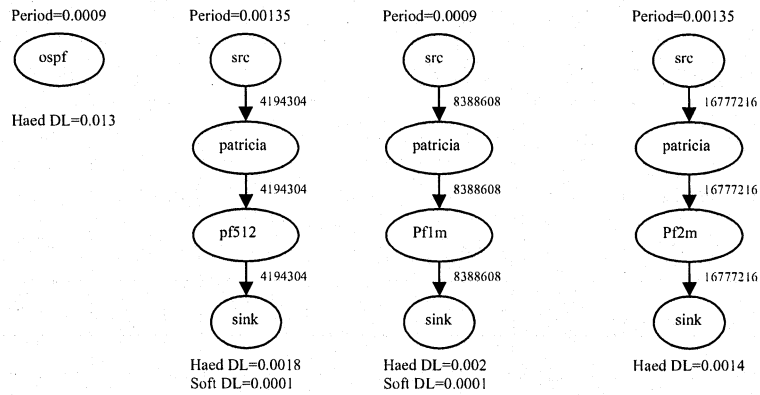 Period=0.0009
ospf
Haed DL=0.013
Period=0.00135
src
4194304
patricia
4194304
pf512
4194304
sink
Haed DL=0.0018
Soft DL=0.0001
Period=0.0009
src
8388608
patricia
8388608
Pf1m
8388608
sink
Haed DL=0.002
Soft DL=0.0001
Period=0.00135
src
16777216
patricia
16777216
Pf2m
16777216
sink
Haed DL=0.0014